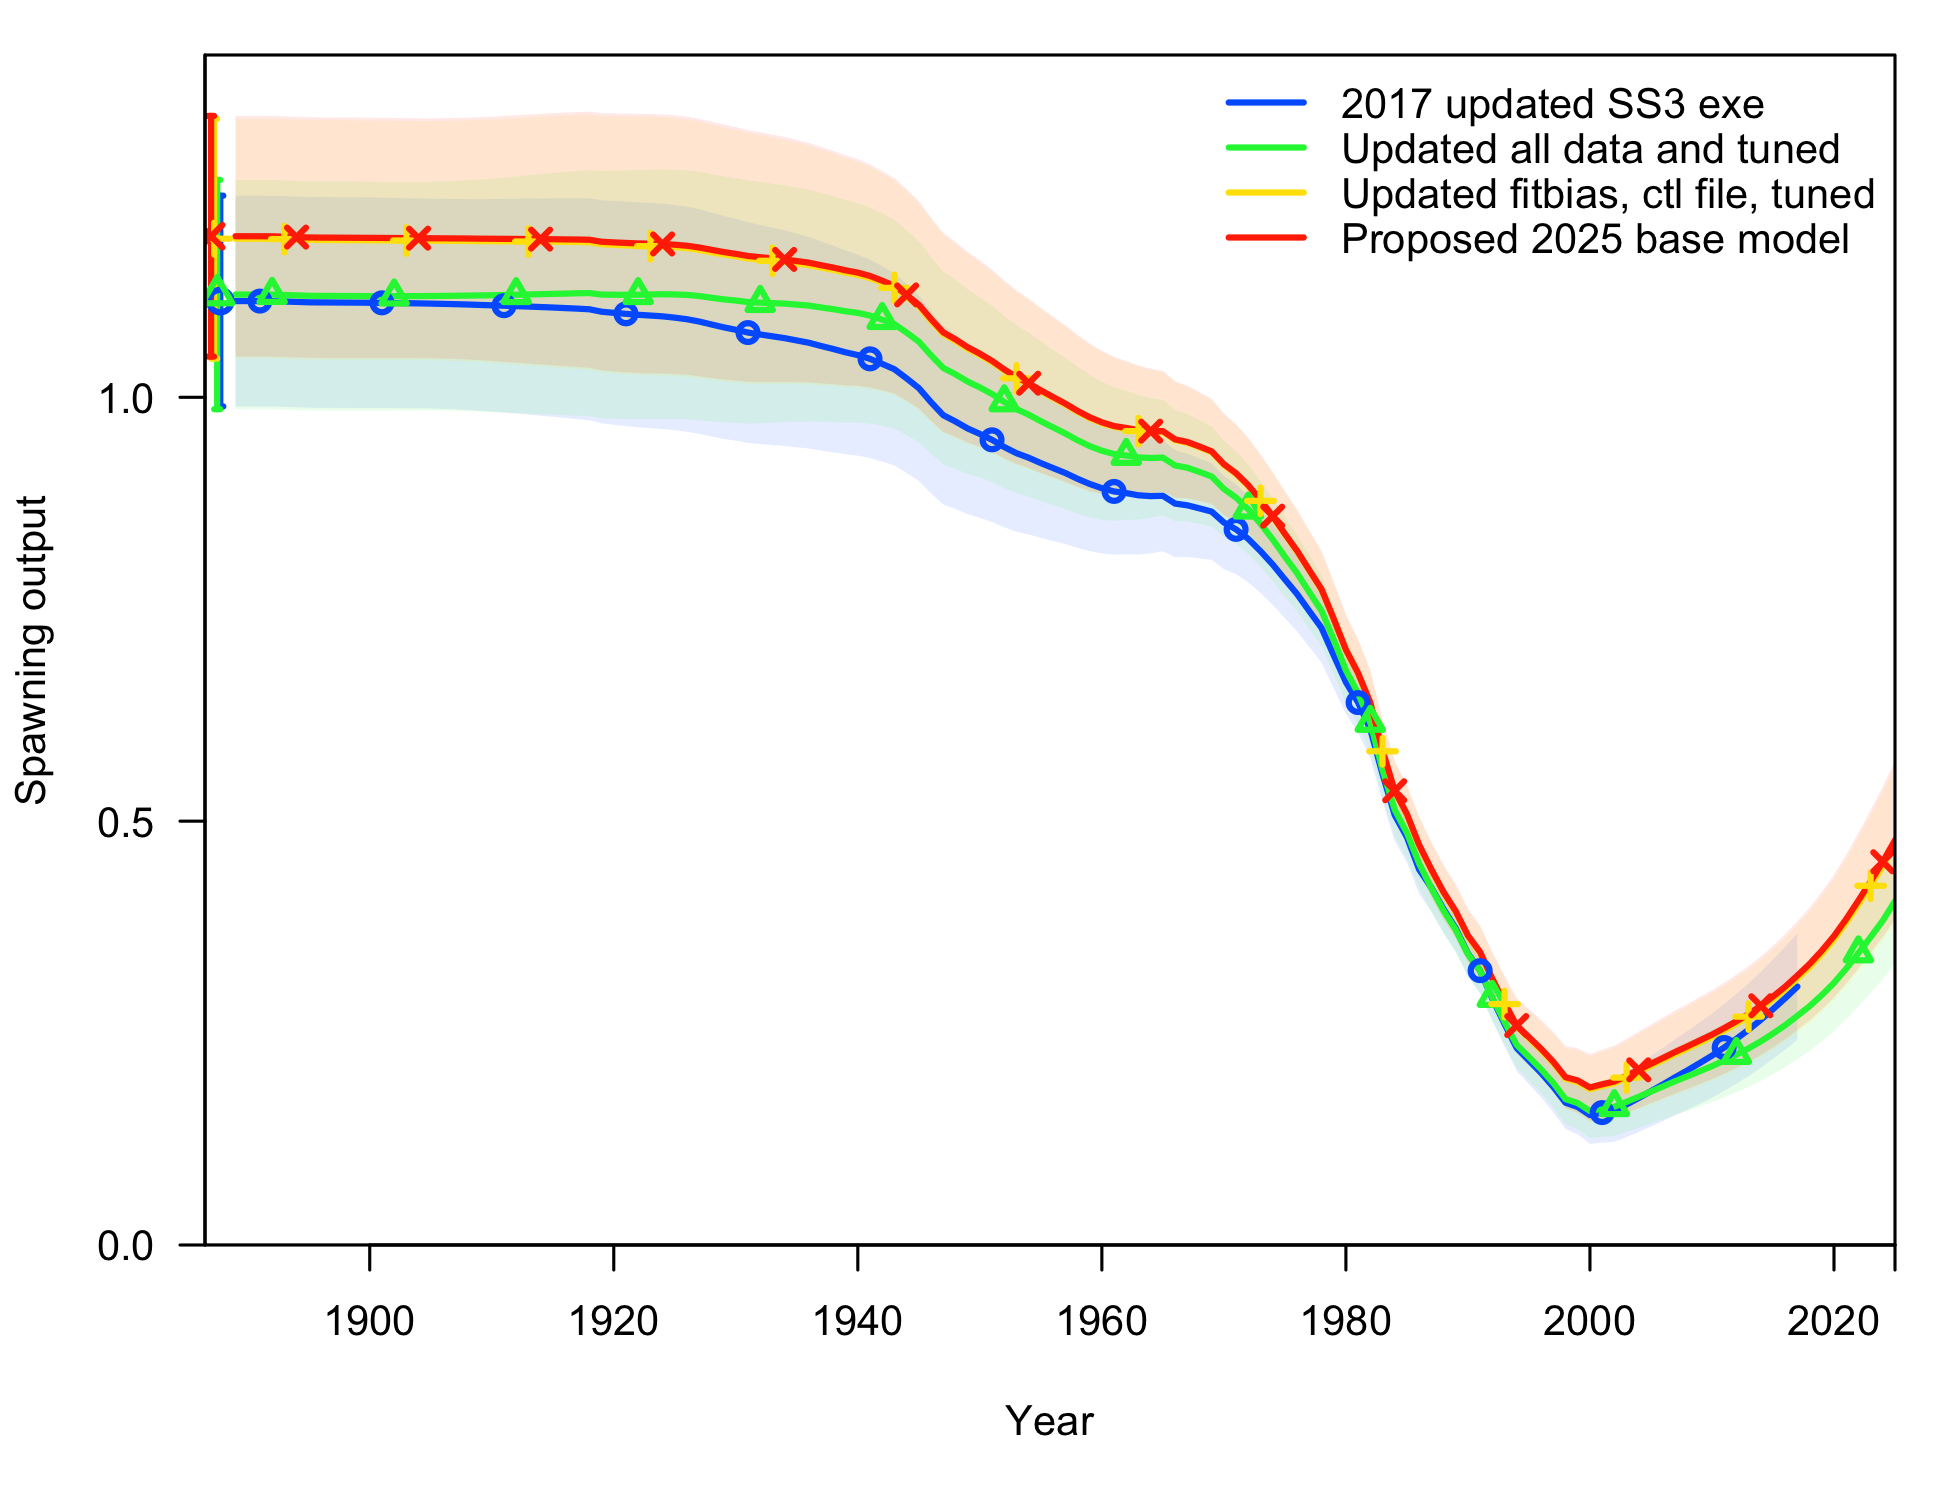 2017 updated SS3 exe
Updated all data and tuned
Updated fitbias, ctl file, tuned
Proposed 2025 base model
Spawning output
1.0
0.5
0.0
1900 1920 1940 1960 1980 2000 2020
Year